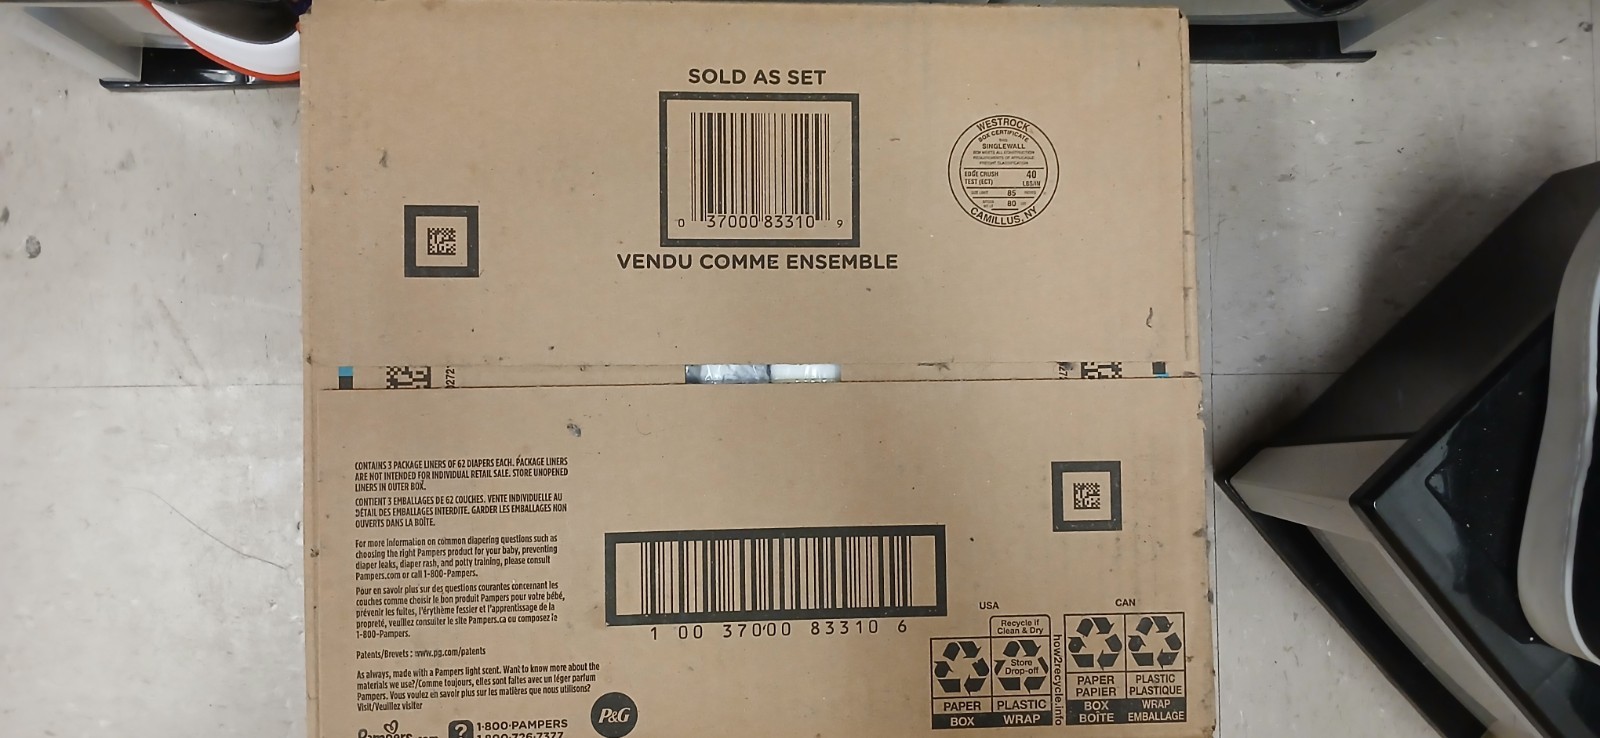 SOLD AS SET
0 37000 83310 9
VENDU COMME ENSEMBLE
WESTROCK
BOX CERTIFICATE
SINGLEWALL
EDGE CRUSH
TEST (ECT)
40
LBS/IN
85
80
CAMILLUS, NY
CONTAINS 3 PACKAGE LINERS OF 62 DIAPERS EACH. PACKAGE LINERS
ARE NOT INTENDED FOR INDIVIDUAL RETAIL SALE. STORE UNOPENED
LINERS IN OUTER BOX.
CONTIENT 3 EMBALLAGES DE 62 COUCHES. VENTE INDIVIDUELLE AU
DÉTAIL DES EMBALLAGES INTERDITE. GARDER LES EMBALLAGES NON
OUVERTS DANS LA BOÎTE.
For more information on common diapering questions such as
choosing the right Pampers product for your baby, preventing
diaper leaks, diaper rash, and potty training, please consult
Pampers.com or call 1-800-Pampers.
Pour en savoir plus sur des questions courantes concernant les
couches comme choisir le bon produit Pampers pour votre bébé,
prévenir les fuites, l'érythème fessier et l'apprentissage de la
propreté, veuillez consulter le site Pampers.ca ou composez le
1-800-Pampers.
Patents/Brevets : www.pg.com/patents
As always, made with a Pampers light scent. Want to know more about the
materials we use?/Comme toujours, elles sont faites avec un léger parfum
Pampers. Vous voulez en savoir plus sur les matières que nous utilisons?
Visit/Veuillez visiter
Pampers.com
? 1-800-PAMPERS
1-800-726-7377
P&G
1 00 37000 83310 6
USA
Recycle if
Clean & Dry
Store
Drop-off
PAPER
BOX
PLASTIC
WRAP
how2recycle.info
CAN
PAPER
PAPIER
BOX
BOÎTE
PLASTIC
PLASTIQUE
WRAP
EMBALLAGE